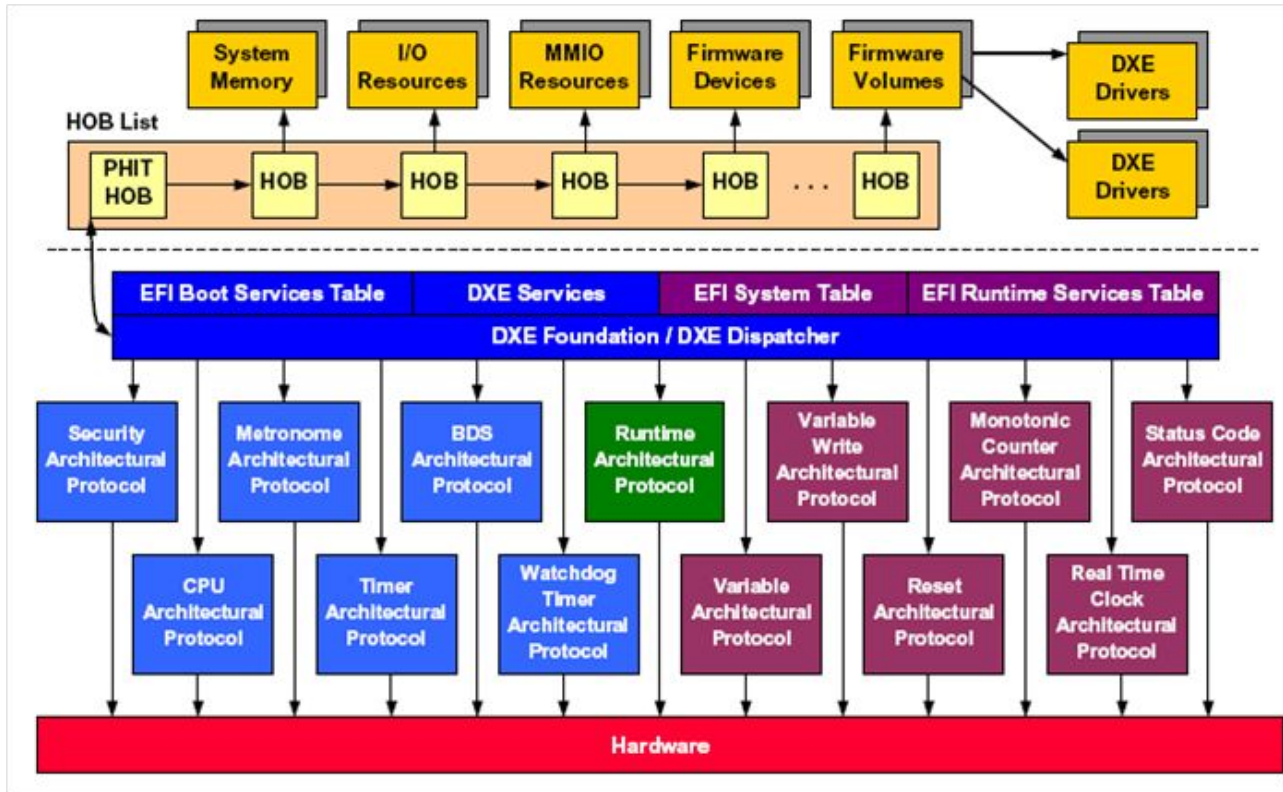 System
Memory
I/O
Resources
MMIO
Resources
Firmware
Devices
Firmware
Volumes
DXE
Drivers
DXE
Drivers
HOB List
PHIT
HOB
HOB
HOB
HOB
HOB
. . .
HOB
EFI Boot Services Table
DXE Services
EFI System Table
EFI Runtime Services Table
DXE Foundation / DXE Dispatcher
Security
Architectural
Protocol
Metronome
Architectural
Protocol
BDS
Architectural
Protocol
Runtime
Architectural
Protocol
Variable
Write
Architectural
Protocol
Monotonic
Counter
Architectural
Protocol
Status Code
Architectural
Protocol
CPU
Architectural
Protocol
Timer
Architectural
Protocol
Watchdog
Timer
Architectural
Protocol
Variable
Architectural
Protocol
Reset
Architectural
Protocol
Real Time
Clock
Architectural
Protocol
Hardware